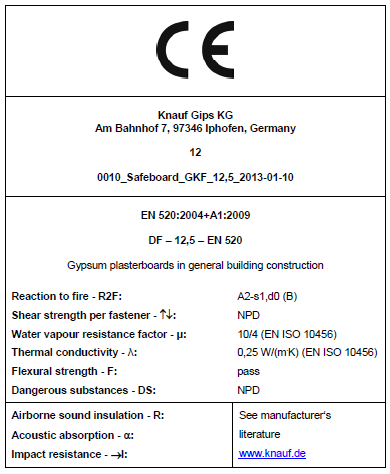 CE
Knauf Gips KG
Am Bahnhof 7, 97346 Iphofen, Germany
12
0010_Safeboard_GKF_12,5_2013-01-10
EN 520:2004+A1:2009
DF – 12,5 – EN 520
Gypsum plasterboards in general building construction
Reaction to fire - R2F: A2-s1,d0 (B)
Shear strength per fastener - ↑↓: NPD
Water vapour resistance factor - μ: 10/4 (EN ISO 10456)
Thermal conductivity - λ: 0,25 W/(m·K) (EN ISO 10456)
Flexural strength - F: pass
Dangerous substances - DS: NPD
Airborne sound insulation - R: See manufacturer's
Acoustic absorption - α: literature
Impact resistance - →I: www.knauf.de